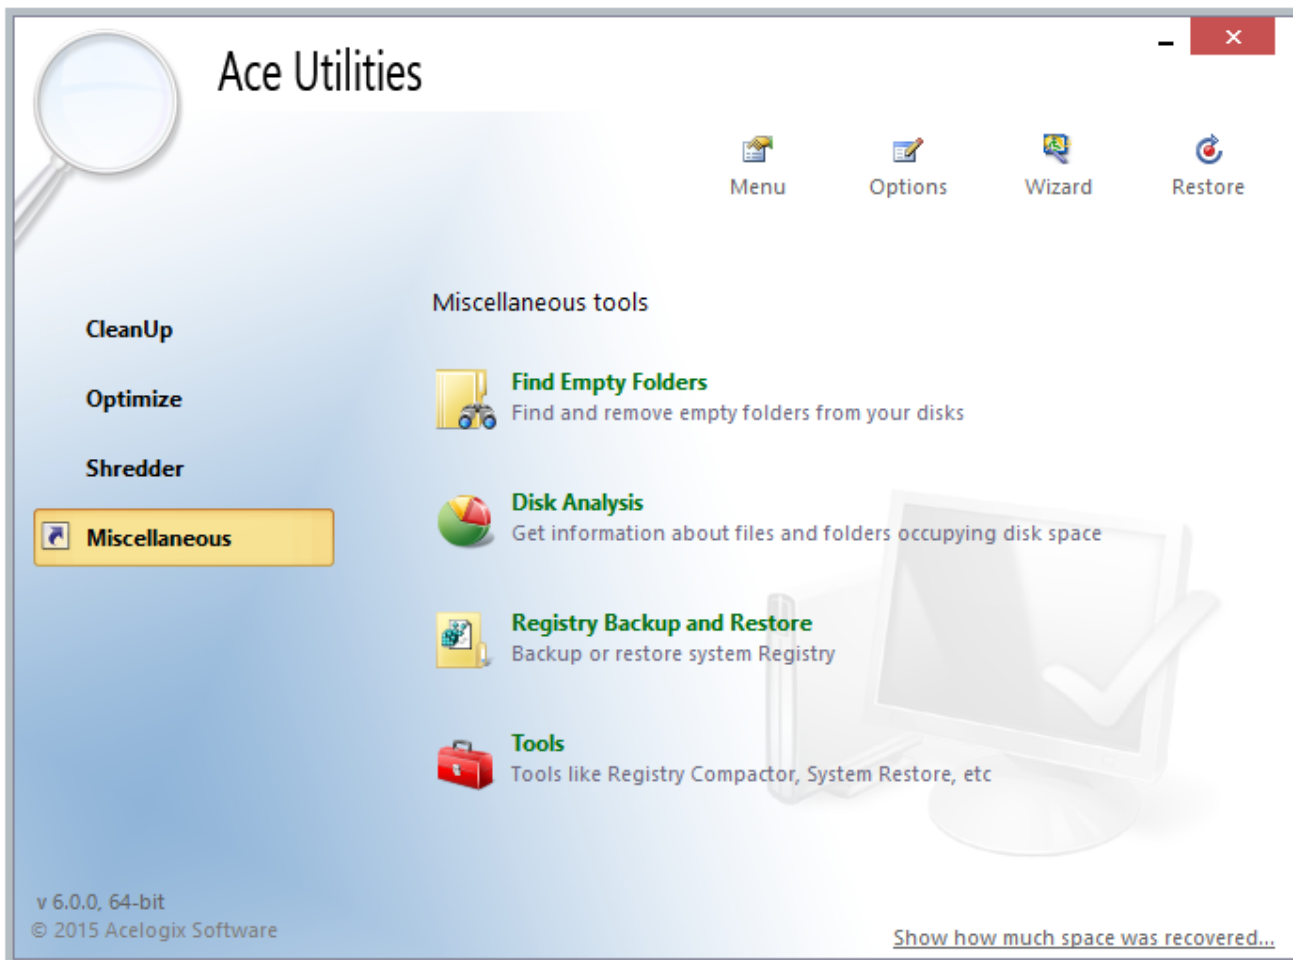 Ace Utilities
Menu
Options
Wizard
Restore
CleanUp
Optimize
Shredder
Miscellaneous
Miscellaneous tools
Find Empty Folders
Find and remove empty folders from your disks
Disk Analysis
Get information about files and folders occupying disk space
Registry Backup and Restore
Backup or restore system Registry
Tools
Tools like Registry Compactor, System Restore, etc
v 6.0.0, 64-bit
© 2015 Acelogix Software
Show how much space was recovered...